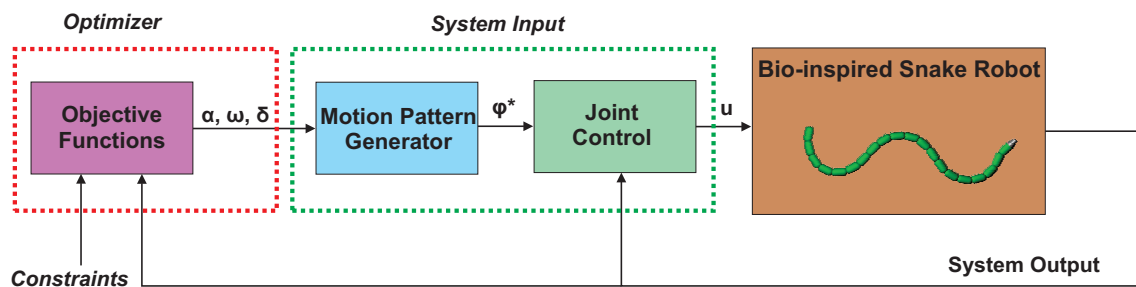 Optimizer
System Input
Objective
Functions
α, ω, δ
Motion Pattern
Generator
φ*
Joint
Control
u
Bio-inspired Snake Robot
Constraints
System Output